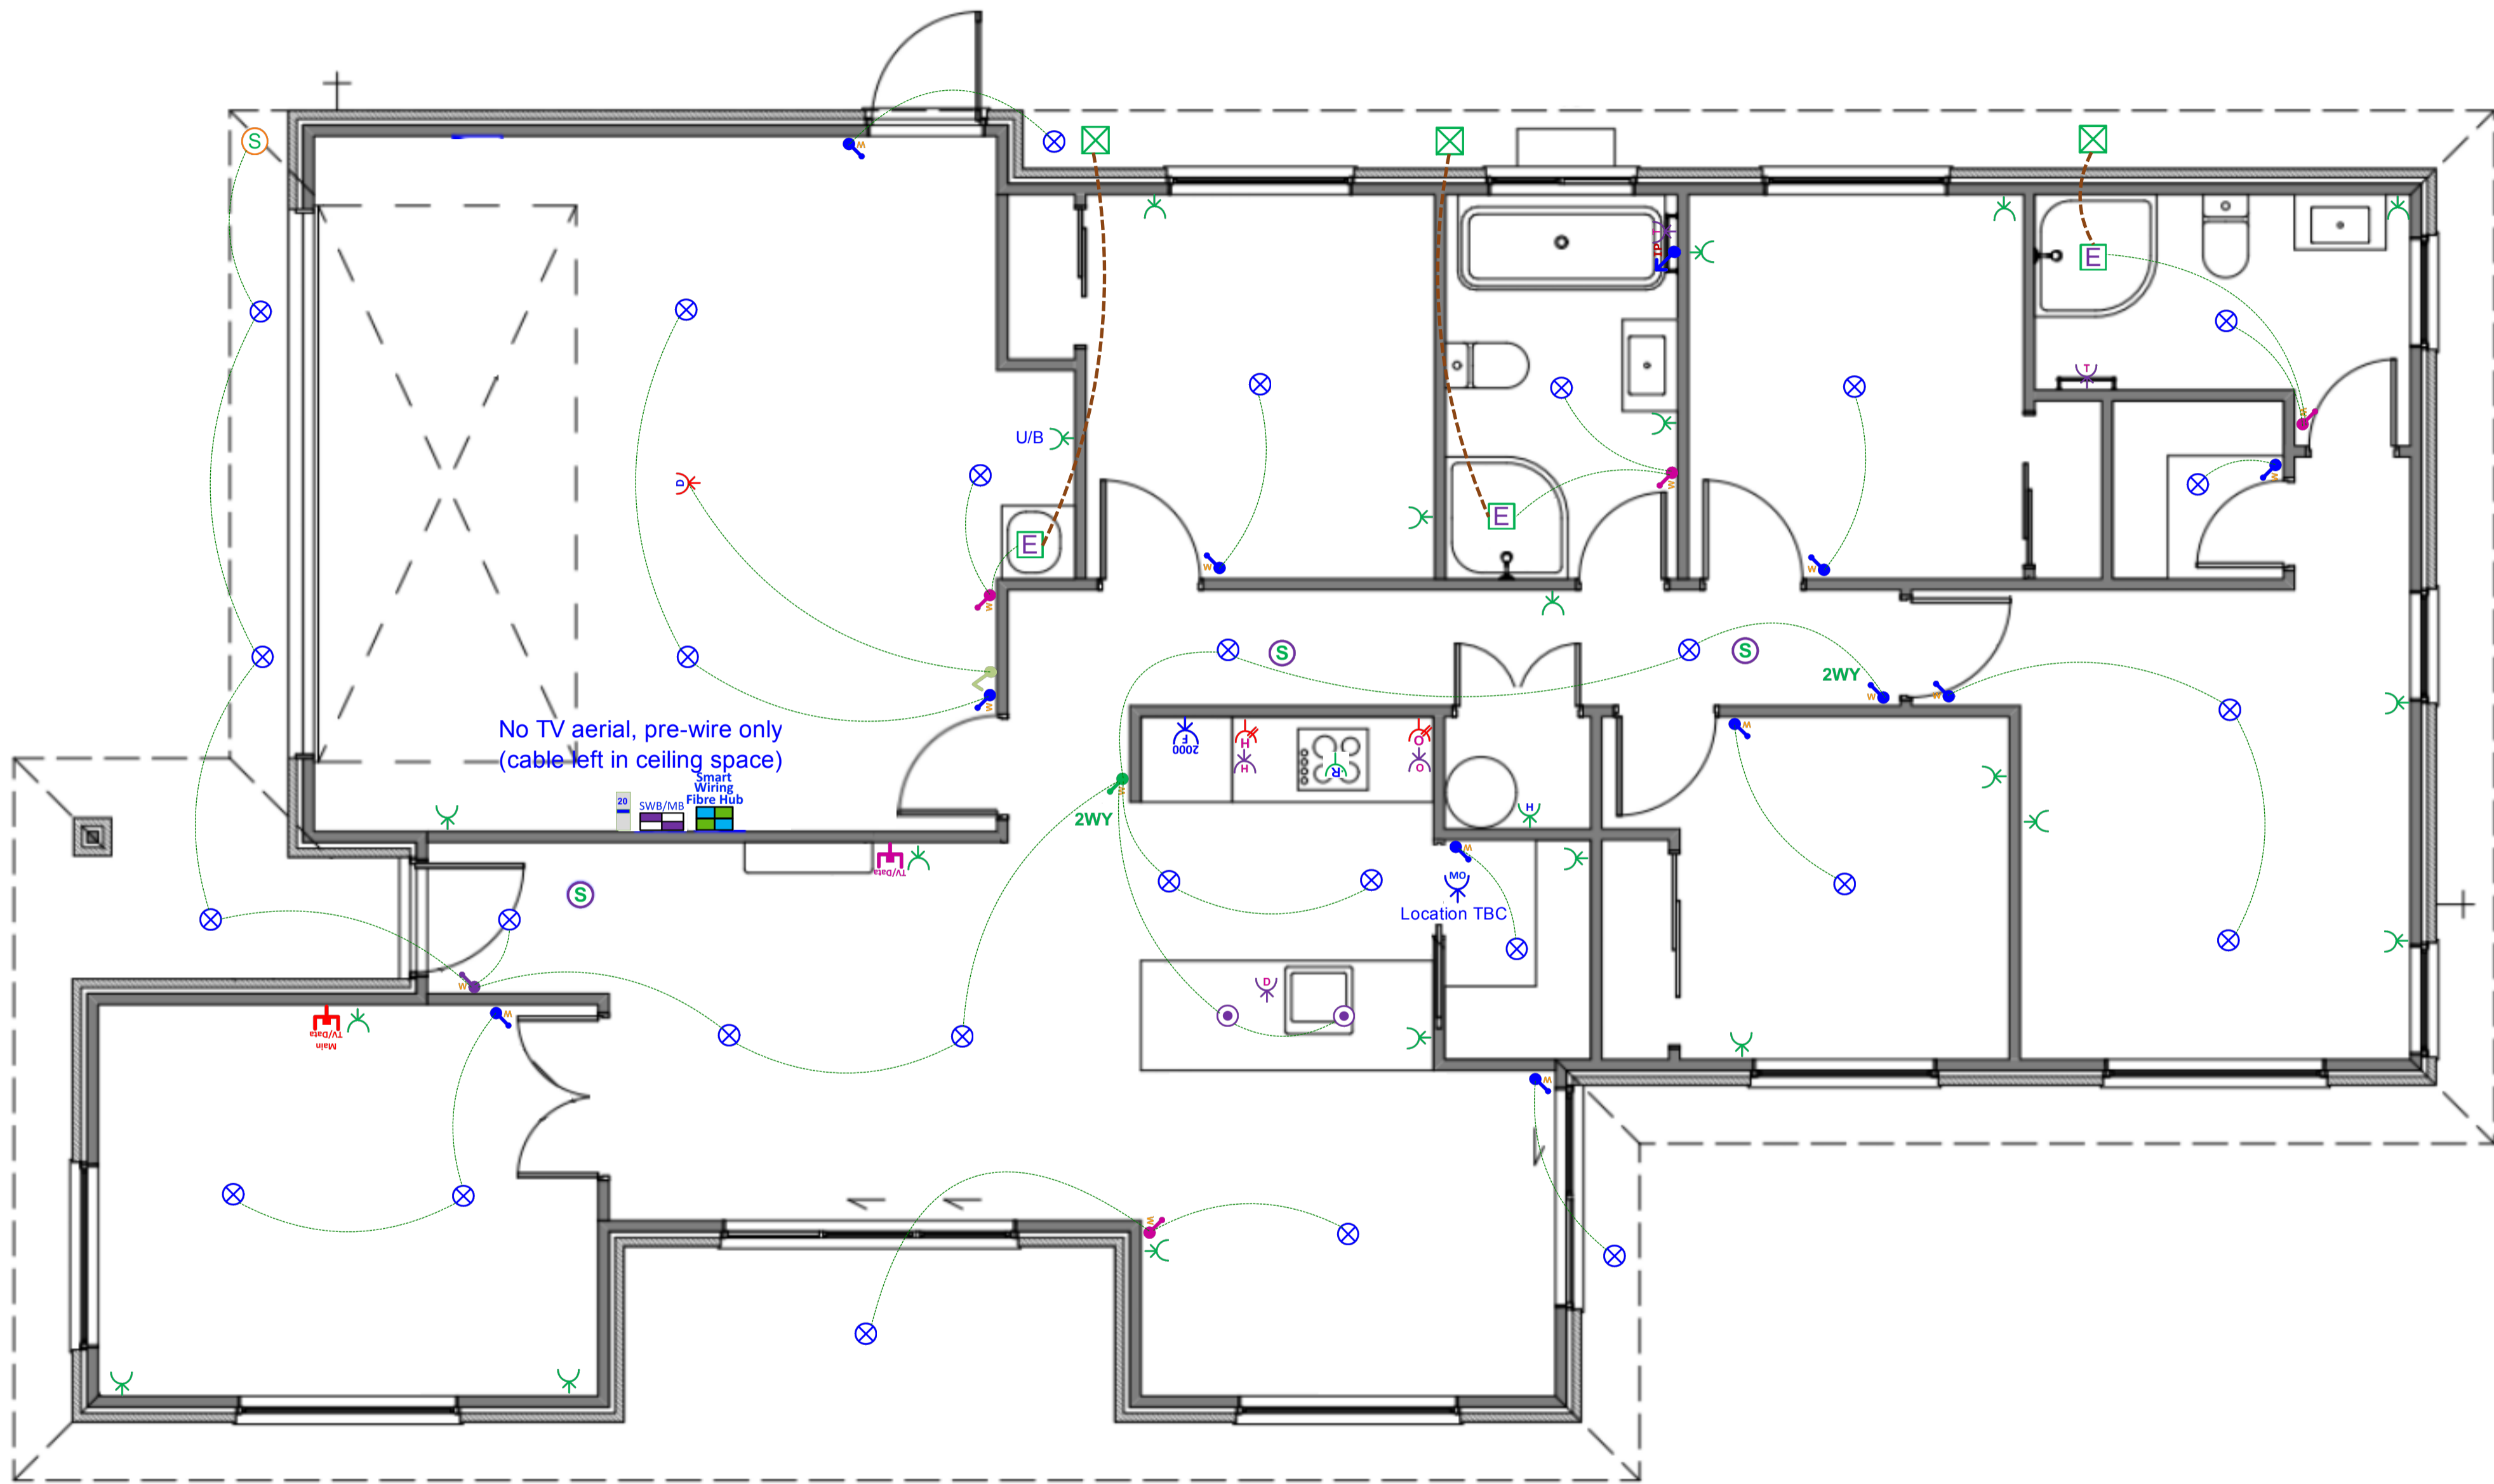 S
W
TP
T
E
T
W
U/B
D
W
W
E
E
W
W
W
W
W
S
S
2WY
W
W
W
No TV aerial, pre-wire only
(cable left in ceiling space)
Smart
Wiring
Fibre Hub
20
SWB/MB
F
2000
H
H
R
O
O
W
2WY
H
W
MO
Location TBC
TV/Data
S
W
D
W
TV/Data
Main
W
W